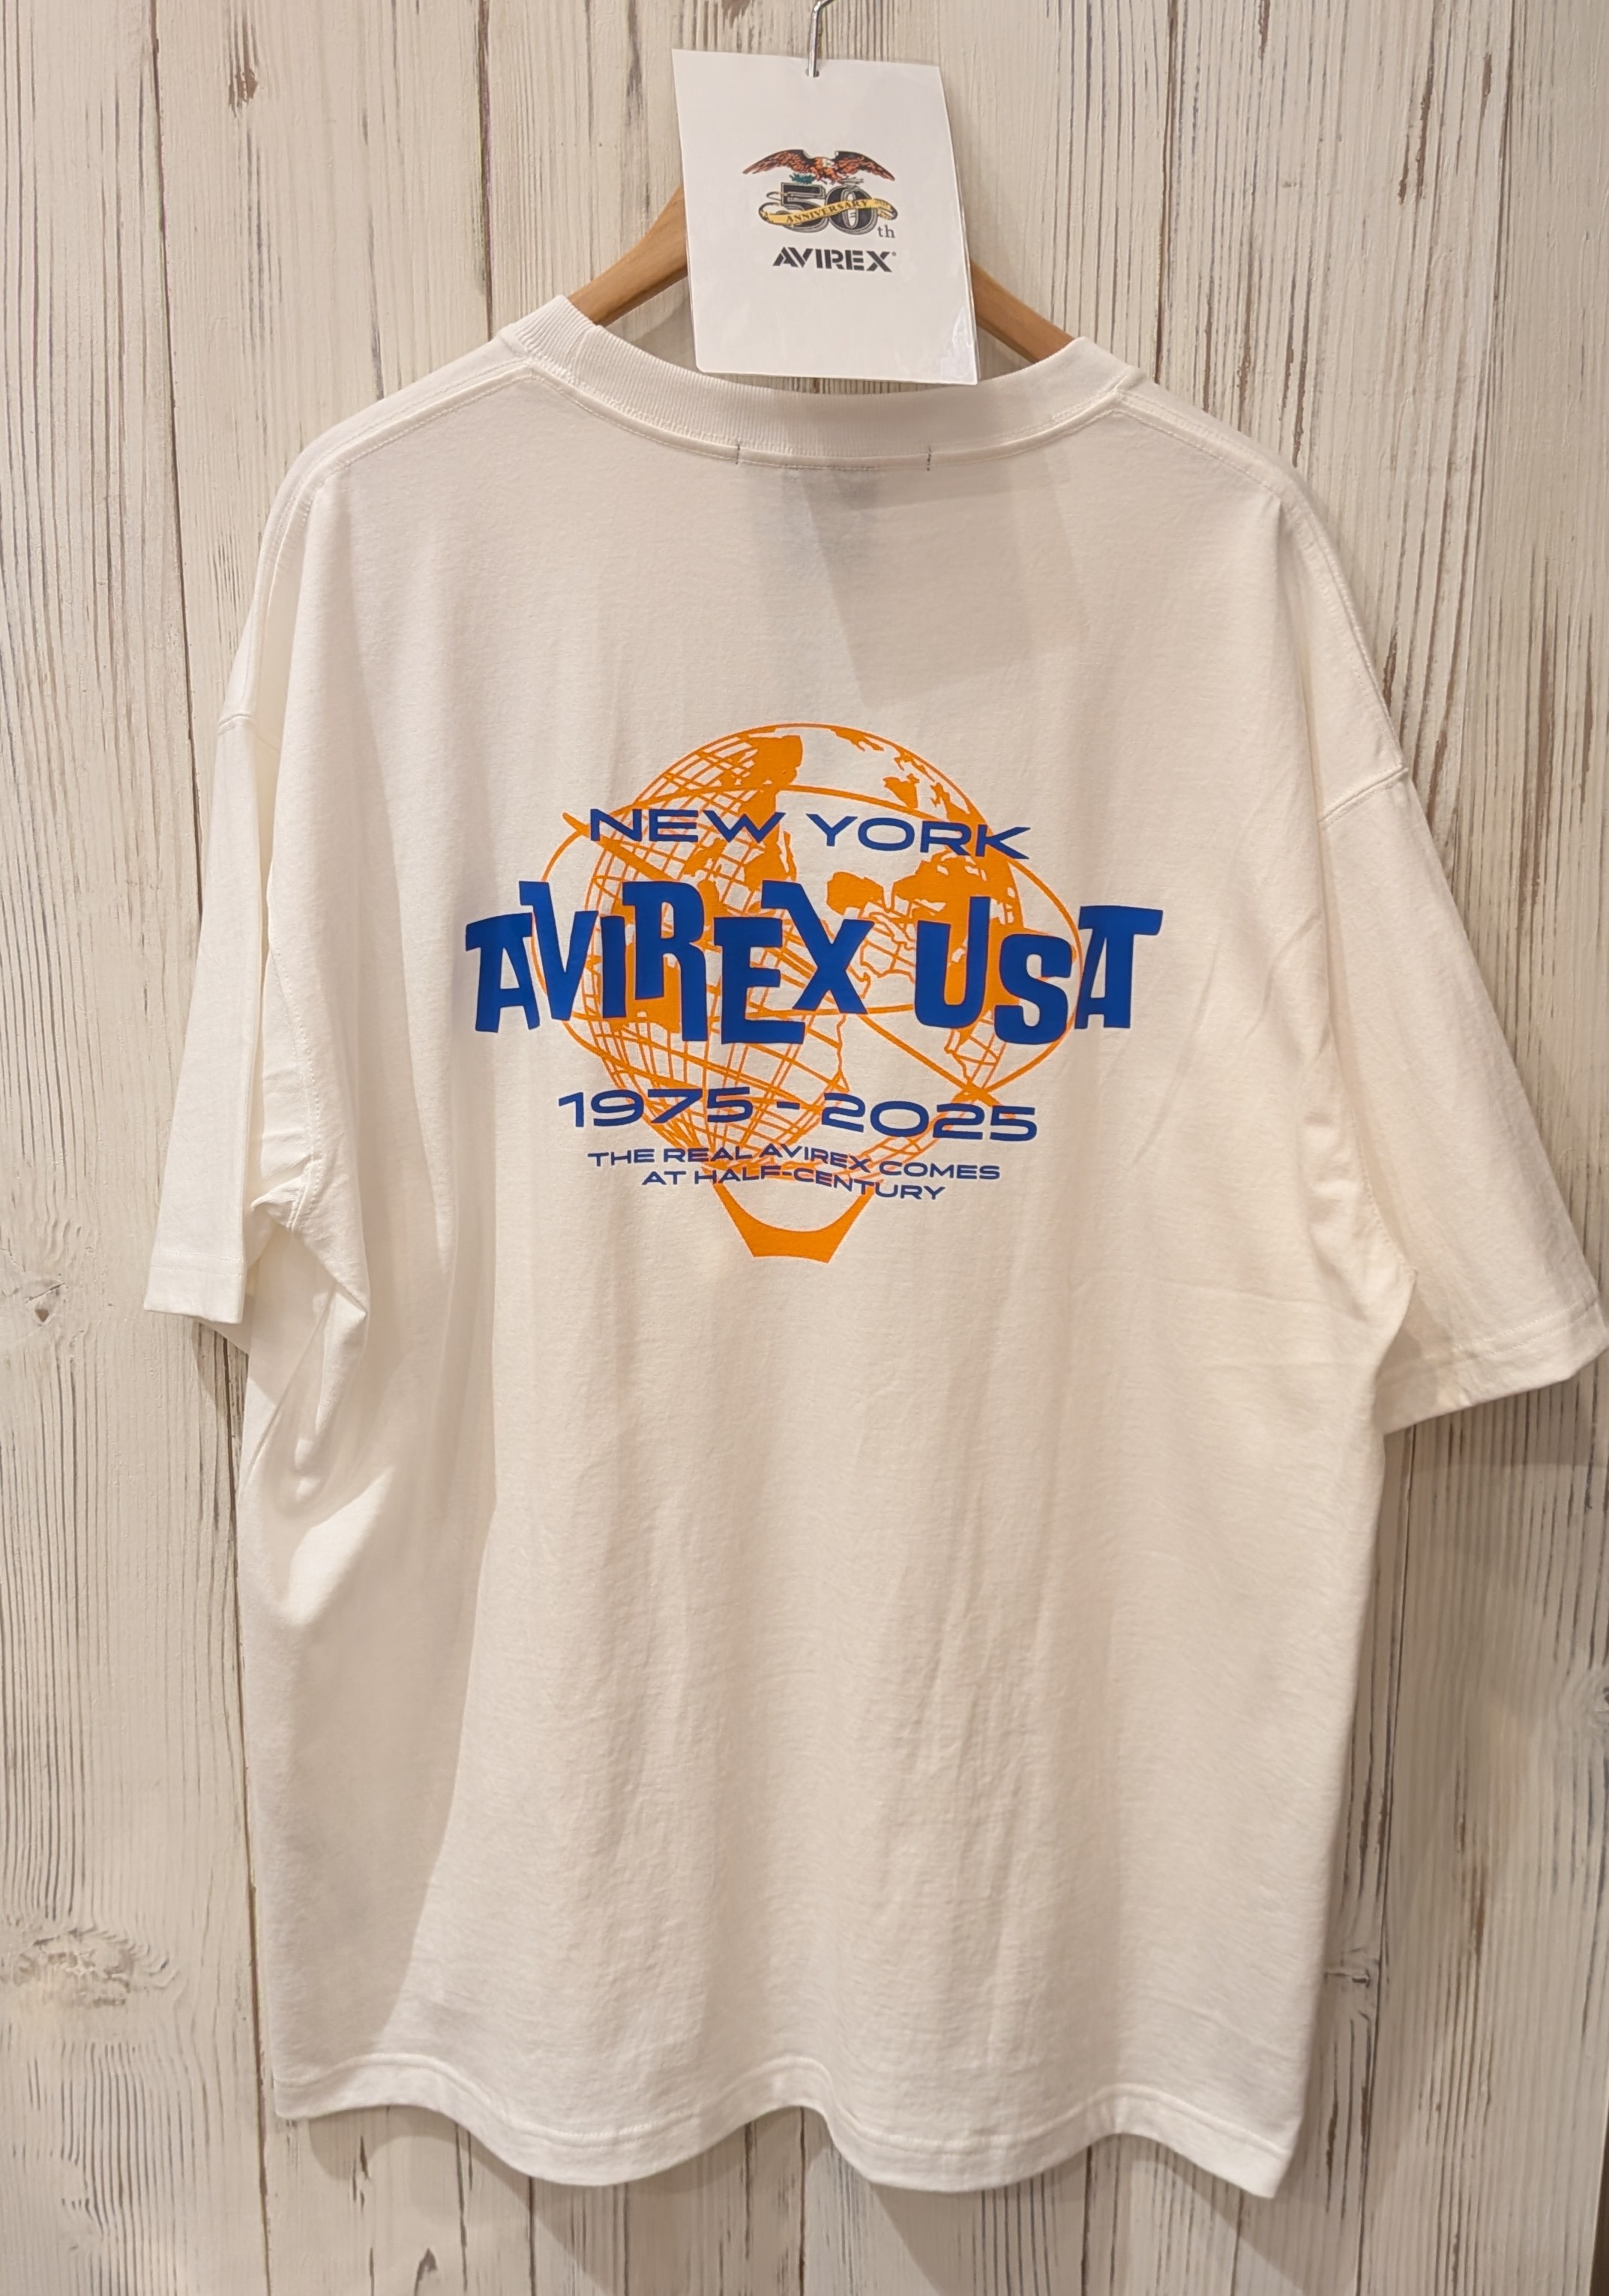 50th
ANNIVERSARY
AVIREX
NEW YORK
AVIREX USA
1975 - 2025
THE REAL AVIREX COMES
AT HALF-CENTURY